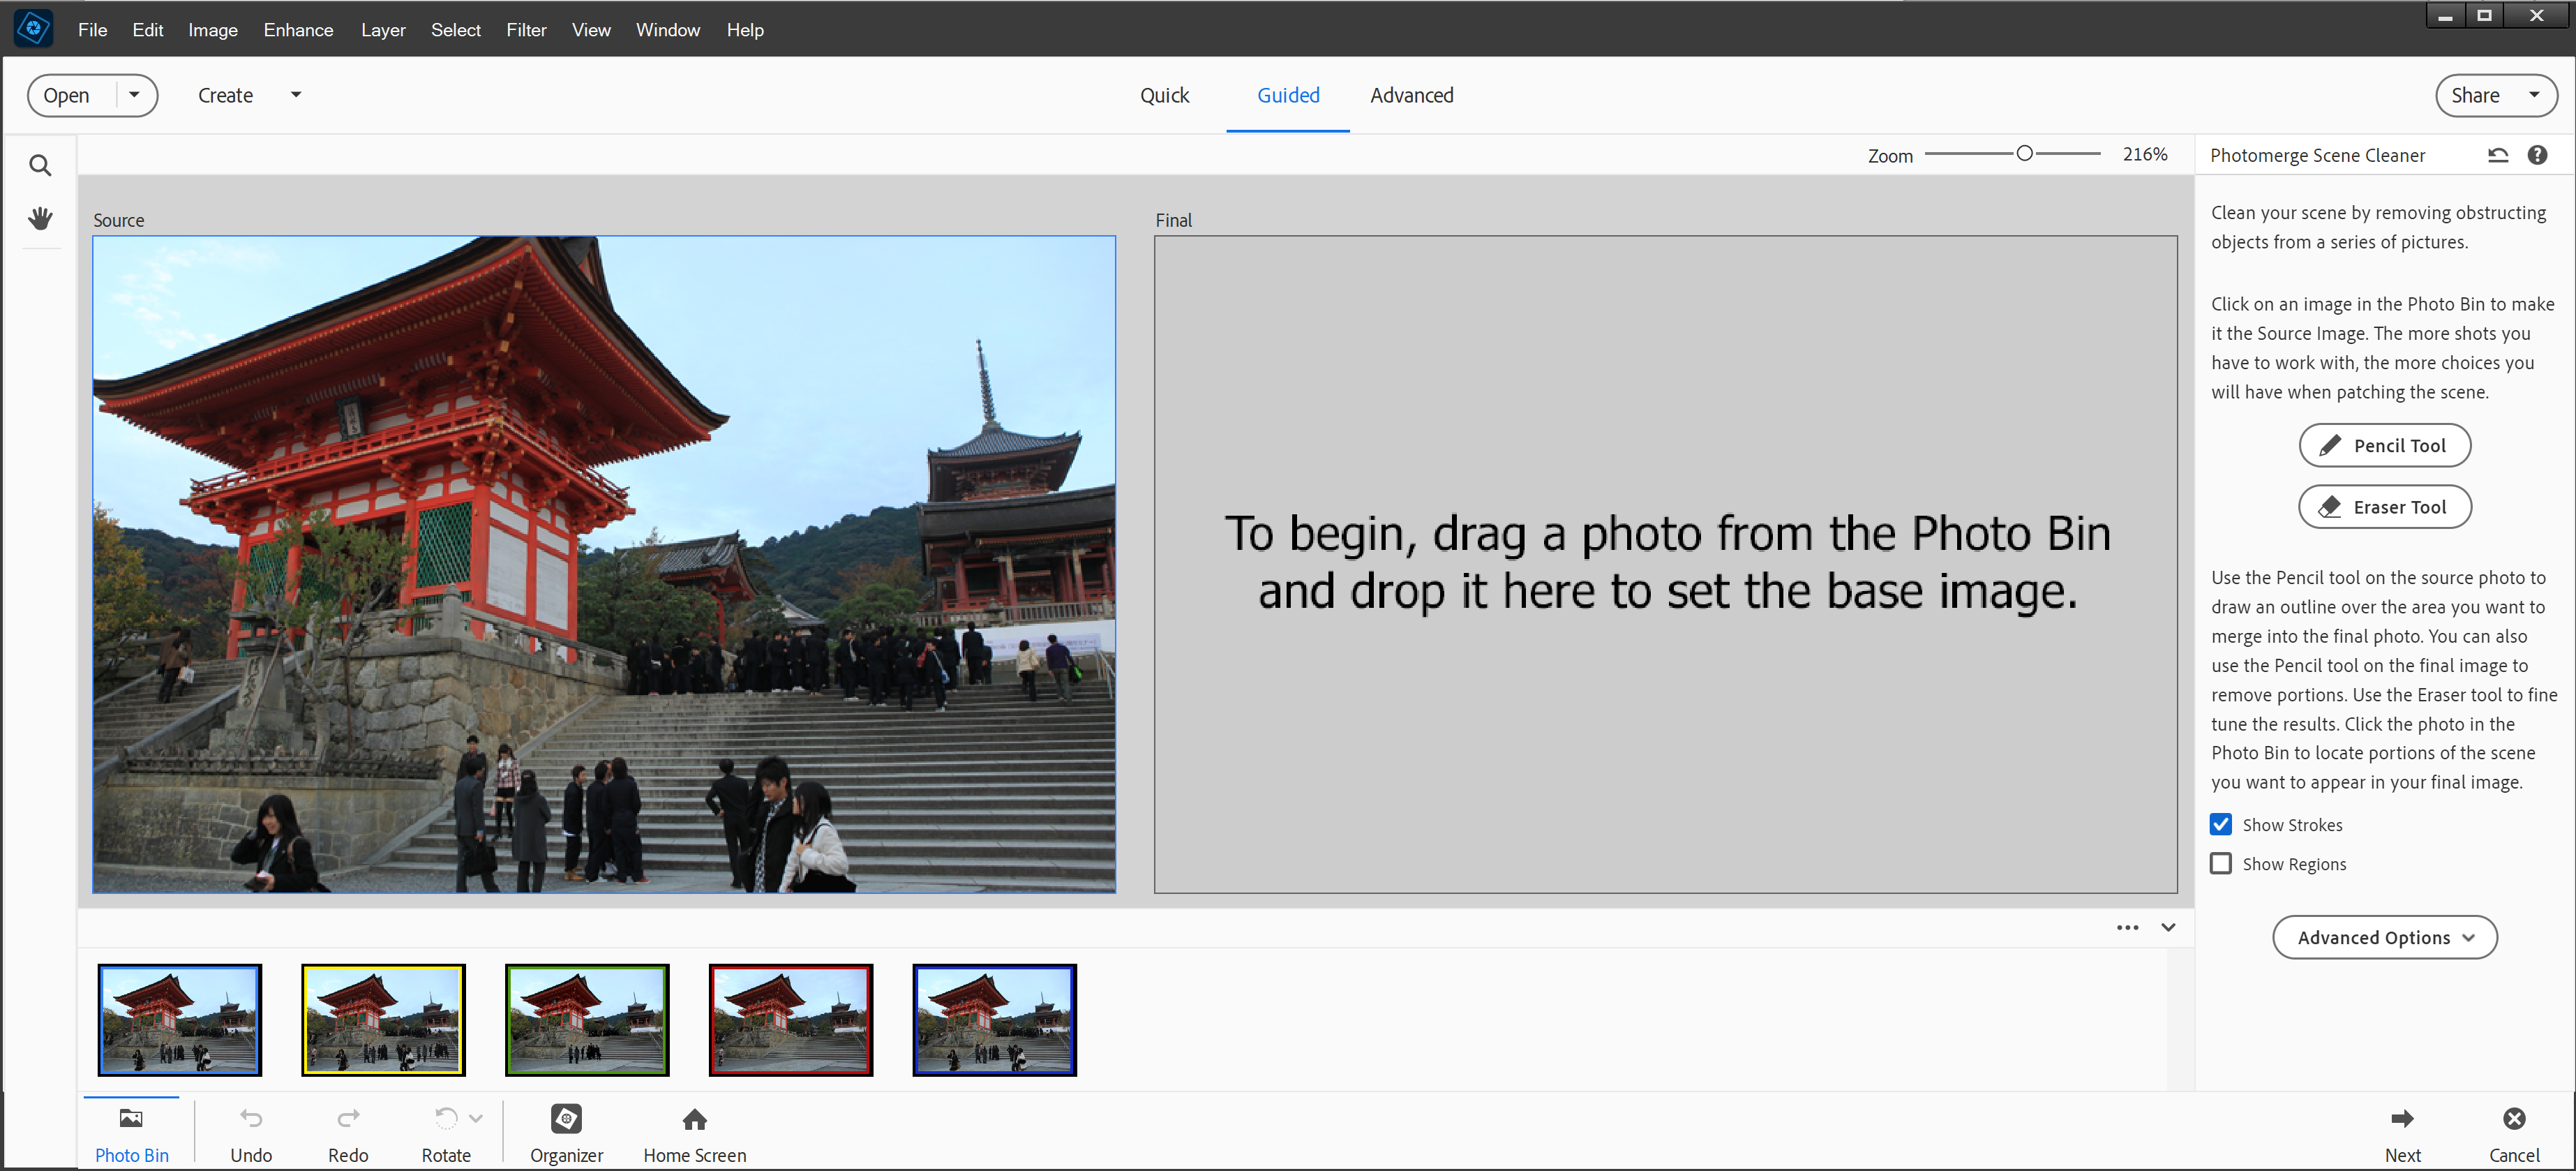 File Edit Image Enhance Layer Select Filter View Window Help
Open Create Quick Guided Advanced Share
Zoom 216%
Photomerge Scene Cleaner
Source
Final
To begin, drag a photo from the Photo Bin
and drop it here to set the base image.
Clean your scene by removing obstructing
objects from a series of pictures.
Click on an image in the Photo Bin to make
it the Source Image. The more shots you
have to work with, the more choices you
will have when patching the scene.
Pencil Tool
Eraser Tool
Use the Pencil tool on the source photo to
draw an outline over the area you want to
merge into the final photo. You can also
use the Pencil tool on the final image to
remove portions. Use the Eraser tool to fine
tune the results. Click the photo in the
Photo Bin to locate portions of the scene
you want to appear in your final image.
Show Strokes
Show Regions
Advanced Options
Photo Bin Undo Redo Rotate Organizer Home Screen Next Cancel